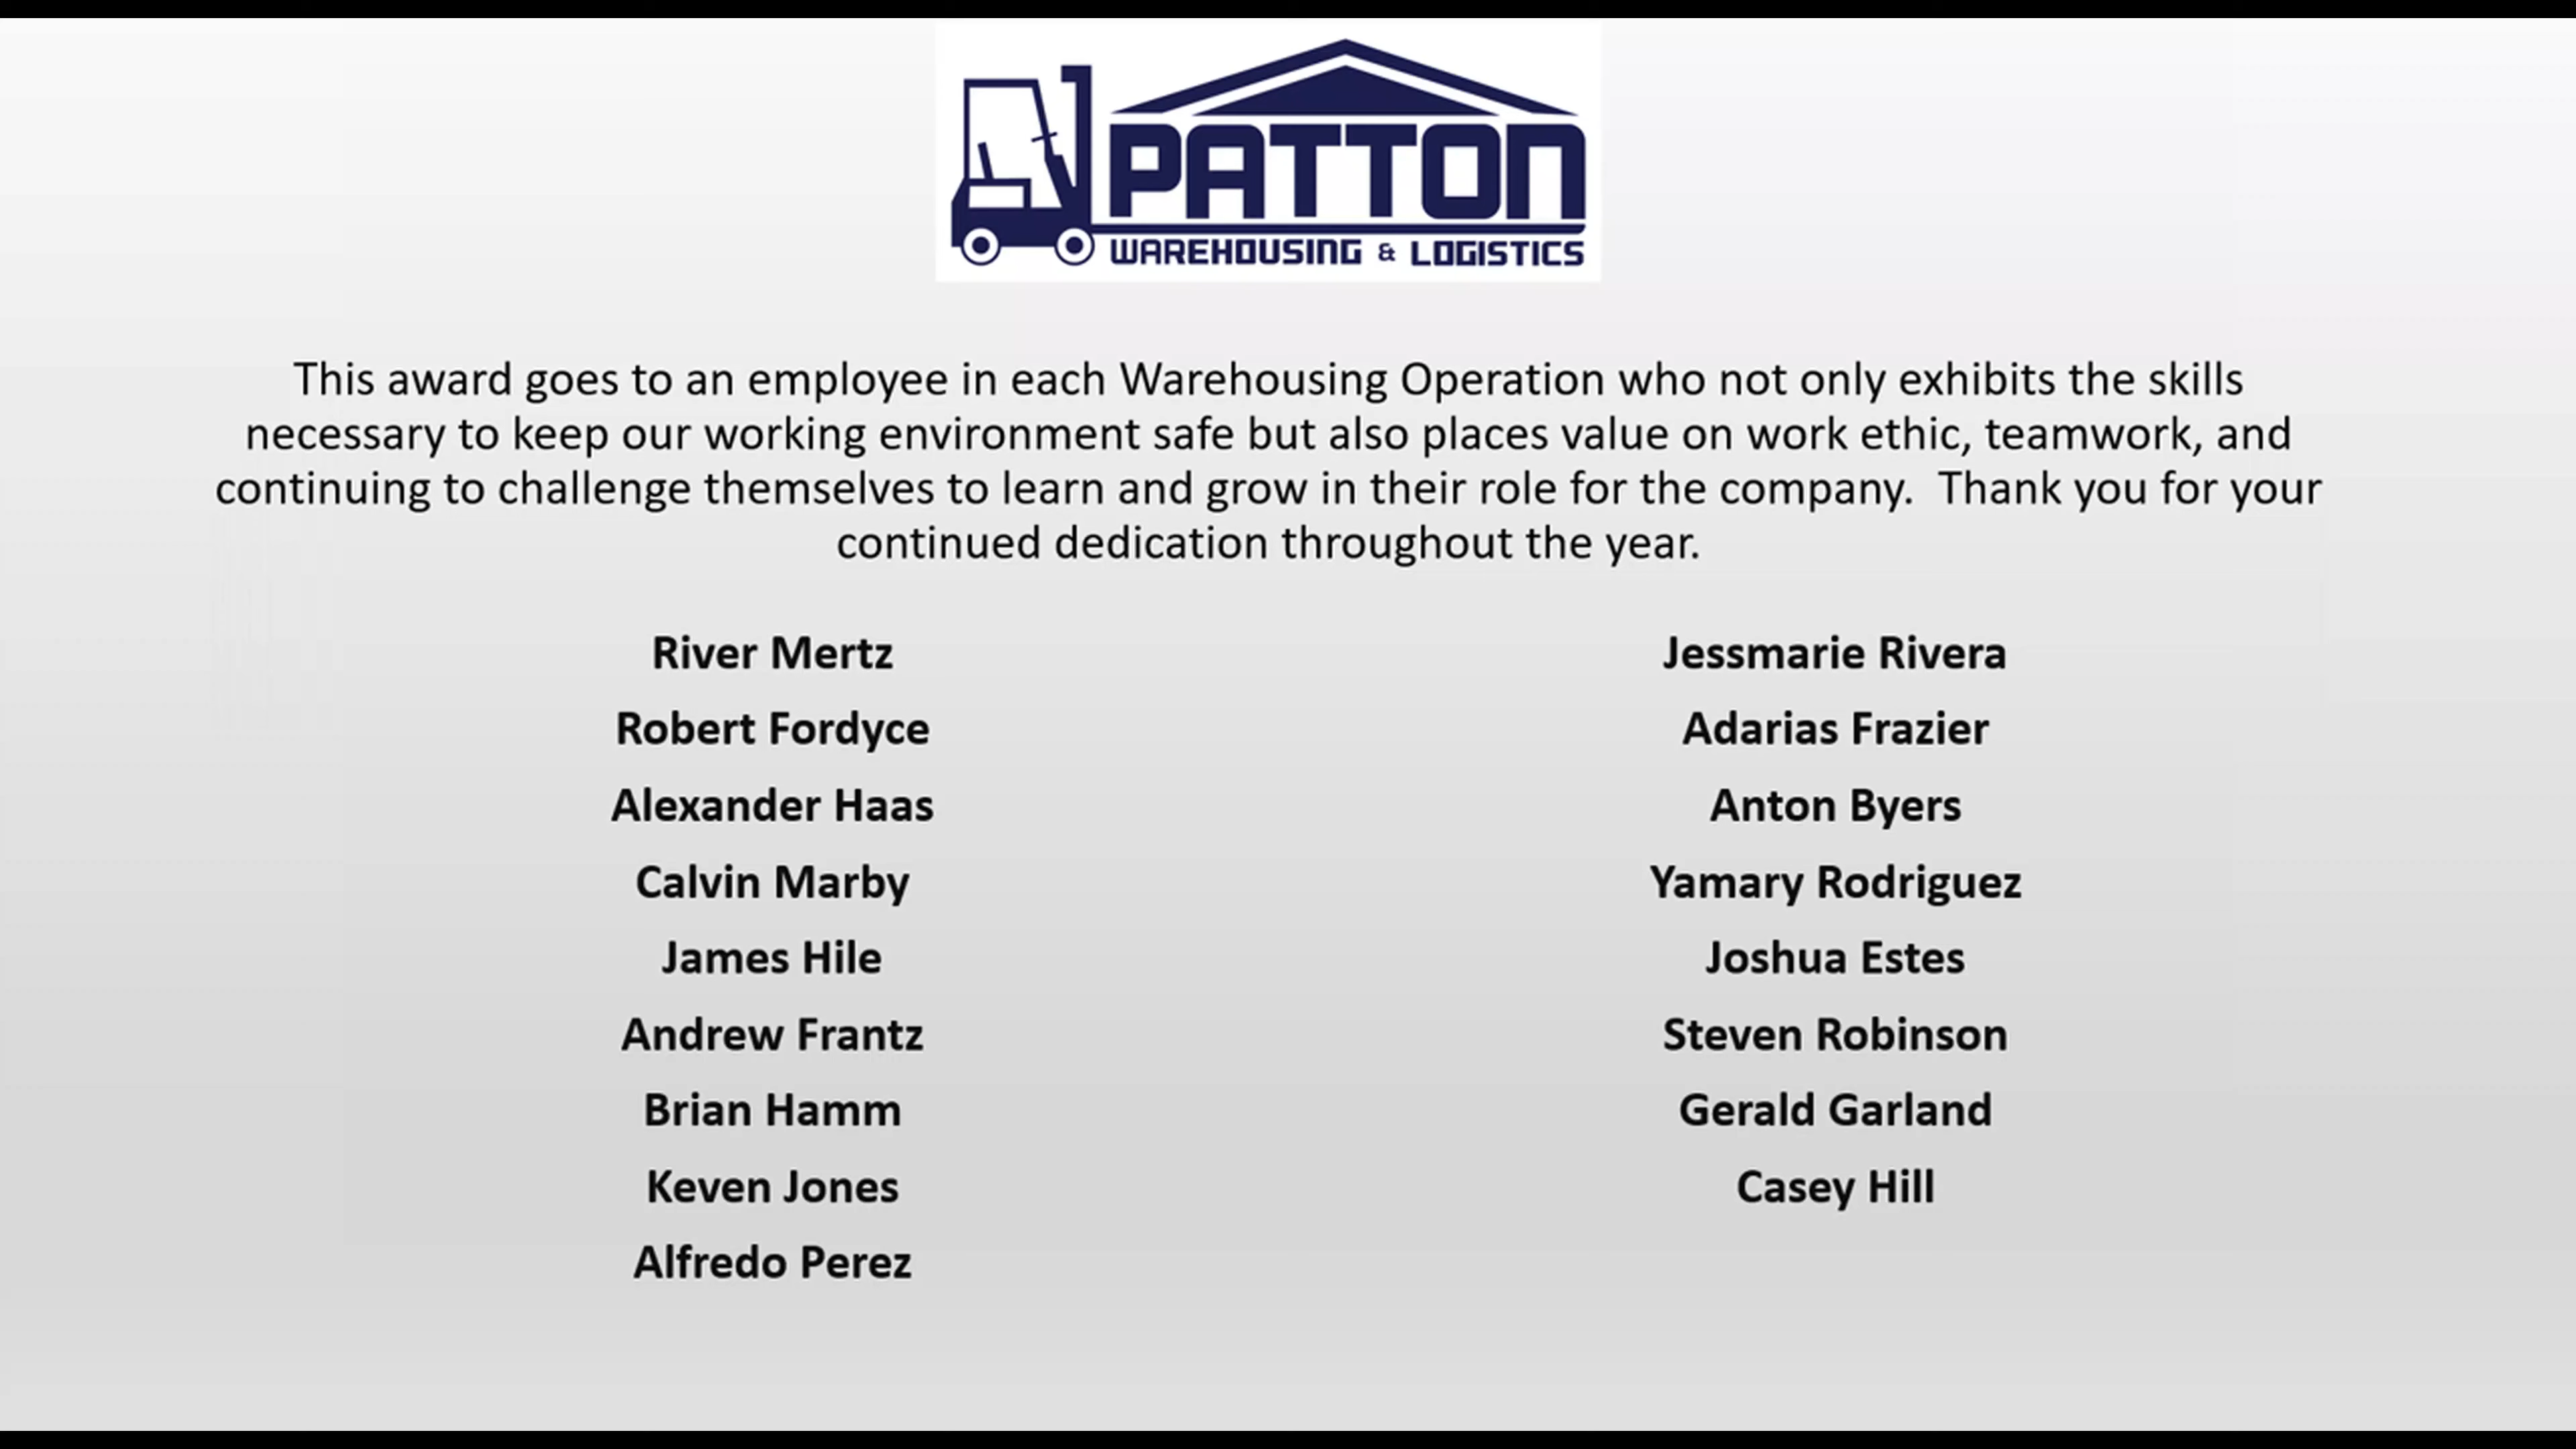 PATTON
WAREHOUSING & LOGISTICS
This award goes to an employee in each Warehousing Operation who not only exhibits the skills
necessary to keep our working environment safe but also places value on work ethic, teamwork, and
continuing to challenge themselves to learn and grow in their role for the company.  Thank you for your
continued dedication throughout the year.
River Mertz
Robert Fordyce
Alexander Haas
Calvin Marby
James Hile
Andrew Frantz
Brian Hamm
Keven Jones
Alfredo Perez
Jessmarie Rivera
Adarias Frazier
Anton Byers
Yamary Rodriguez
Joshua Estes
Steven Robinson
Gerald Garland
Casey Hill